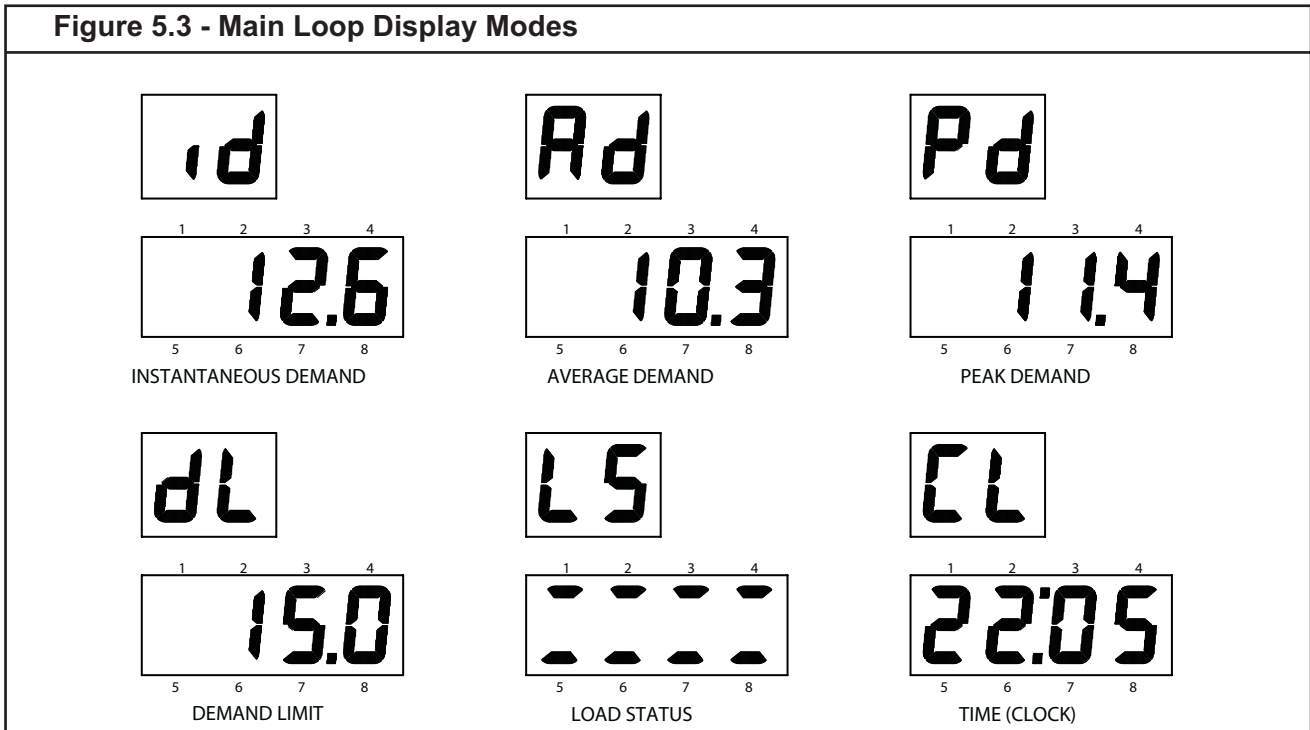 Figure 5.3 - Main Loop Display Modes
id
Ad
Pd
1 2 3 4
12.6
5 6 7 8
INSTANTANEOUS DEMAND
1 2 3 4
10.3
5 6 7 8
AVERAGE DEMAND
1 2 3 4
11.4
5 6 7 8
PEAK DEMAND
dL
LS
CL
1 2 3 4
15.0
5 6 7 8
DEMAND LIMIT
1 2 3 4
5 6 7 8
LOAD STATUS
1 2 3 4
22:05
5 6 7 8
TIME (CLOCK)